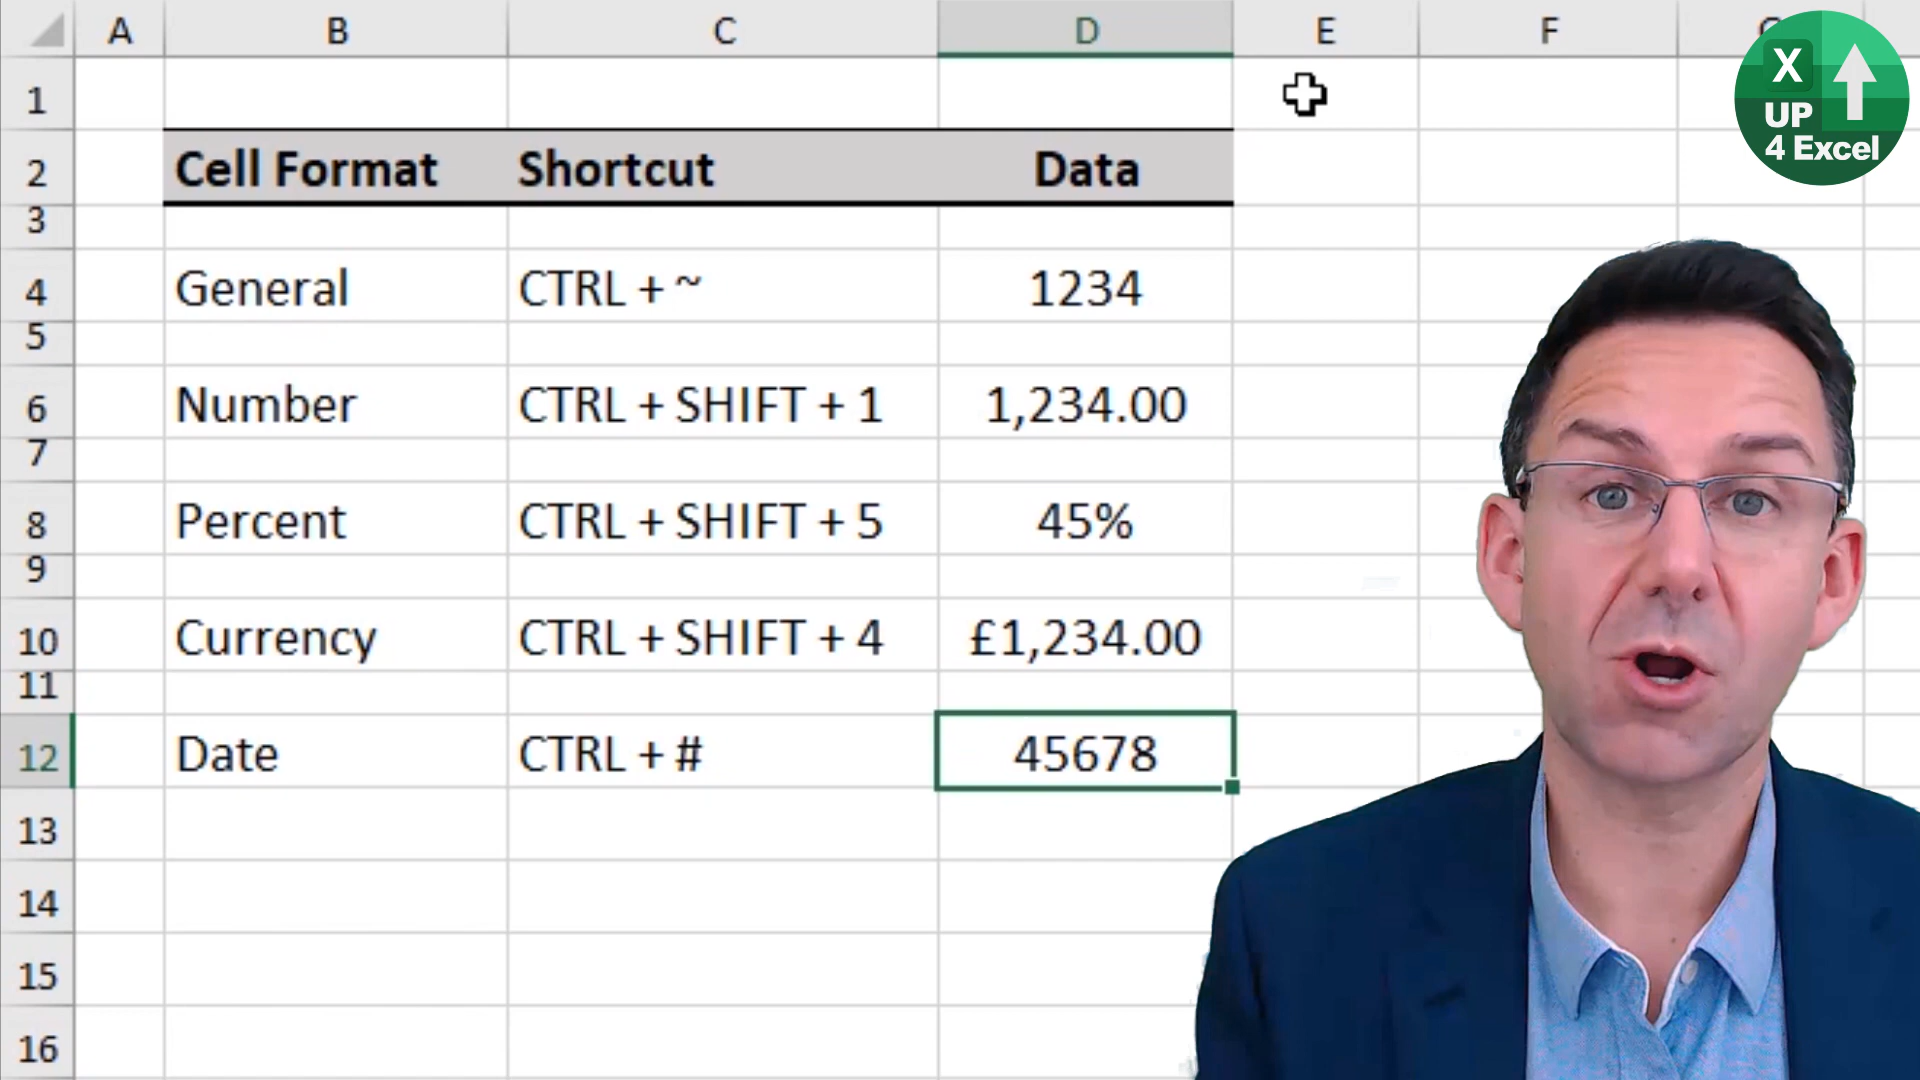 A B C D E F
X
UP
4 Excel
1
2 Cell Format Shortcut Data
3
4 General CTRL + ~ 1234
5
6 Number CTRL + SHIFT + 1 1,234.00
7
8 Percent CTRL + SHIFT + 5 45%
9
10 Currency CTRL + SHIFT + 4 £1,234.00
11
12 Date CTRL + # 45678
13
14
15
16